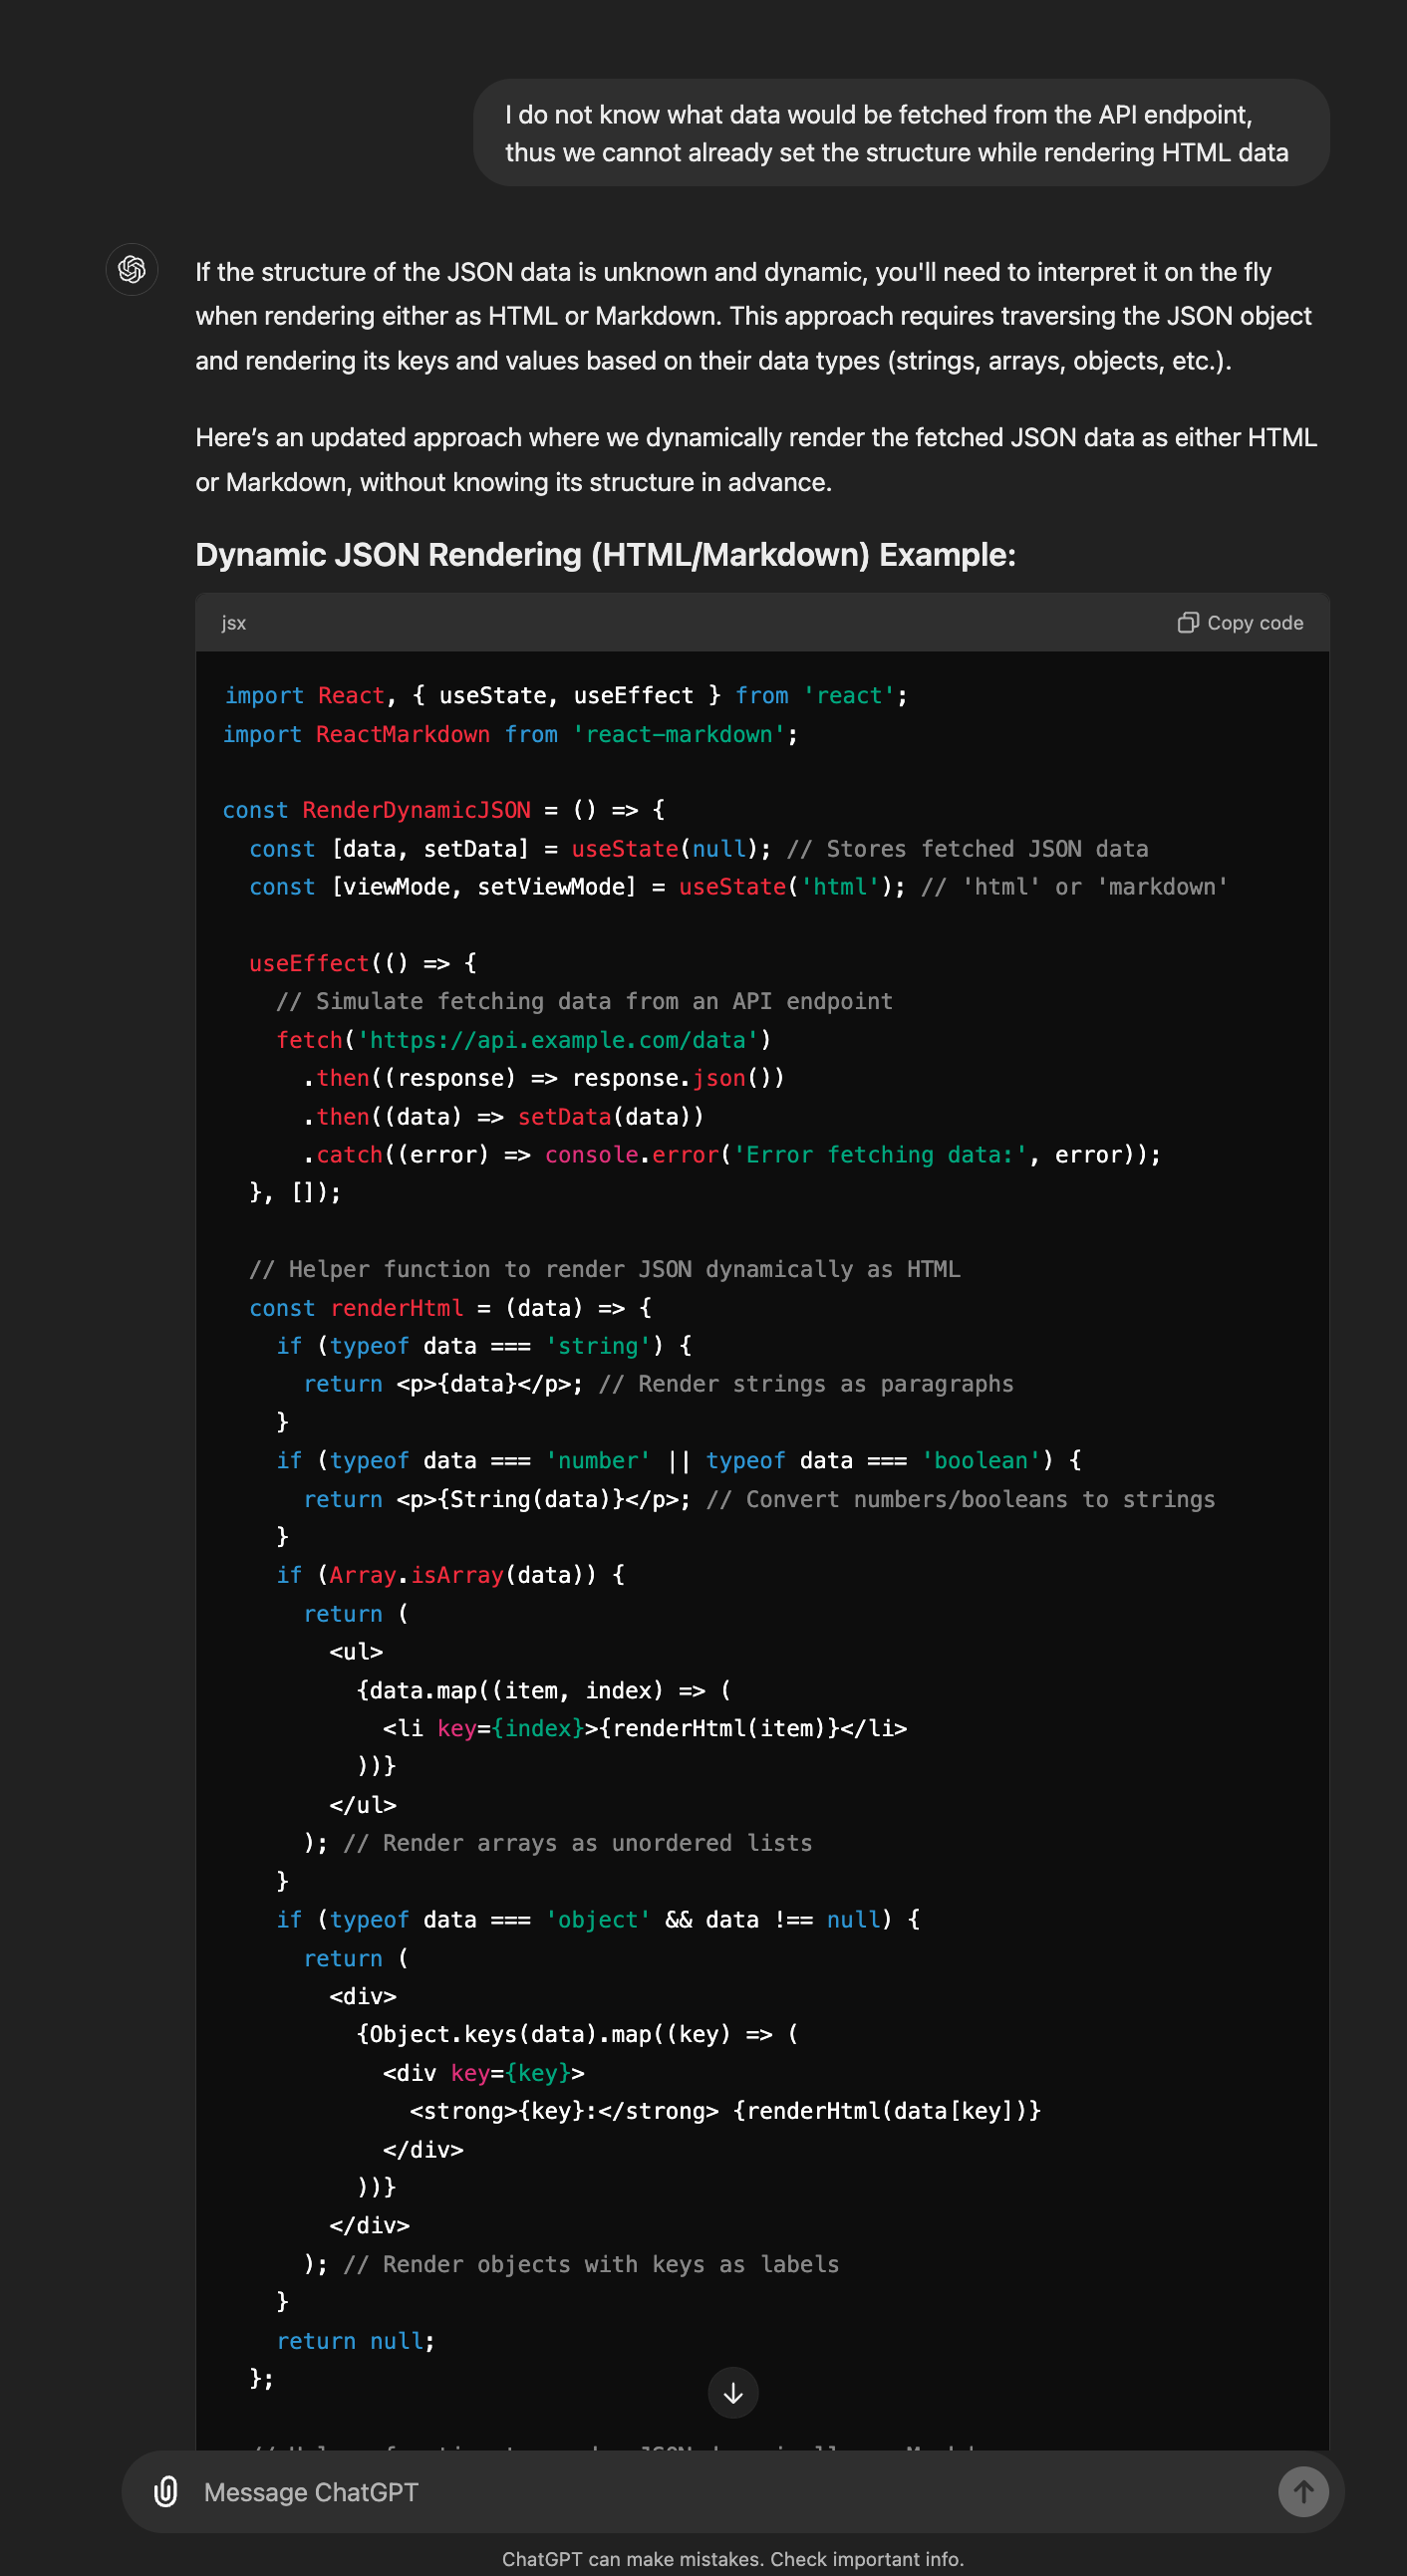 I do not know what data would be fetched from the API endpoint,
thus we cannot already set the structure while rendering HTML data
If the structure of the JSON data is unknown and dynamic, you'll need to interpret it on the fly
when rendering either as HTML or Markdown. This approach requires traversing the JSON object
and rendering its keys and values based on their data types (strings, arrays, objects, etc.).
Here’s an updated approach where we dynamically render the fetched JSON data as either HTML
or Markdown, without knowing its structure in advance.
Dynamic JSON Rendering (HTML/Markdown) Example:
jsx
Copy code
import React, { useState, useEffect } from 'react';
import ReactMarkdown from 'react-markdown';
const RenderDynamicJSON = () => {
  const [data, setData] = useState(null); // Stores fetched JSON data
  const [viewMode, setViewMode] = useState('html'); // 'html' or 'markdown'
  useEffect(() => {
    // Simulate fetching data from an API endpoint
    fetch('https://api.example.com/data')
      .then((response) => response.json())
      .then((data) => setData(data))
      .catch((error) => console.error('Error fetching data:', error));
  }, []);
  // Helper function to render JSON dynamically as HTML
  const renderHtml = (data) => {
    if (typeof data === 'string') {
      return <p>{data}</p>; // Render strings as paragraphs
    }
    if (typeof data === 'number' || typeof data === 'boolean') {
      return <p>{String(data)}</p>; // Convert numbers/booleans to strings
    }
    if (Array.isArray(data)) {
      return (
        <ul>
          {data.map((item, index) => (
            <li key={index}>{renderHtml(item)}</li>
          ))}
        </ul>
      ); // Render arrays as unordered lists
    }
    if (typeof data === 'object' && data !== null) {
      return (
        <div>
          {Object.keys(data).map((key) => (
            <div key={key}>
              <strong>{key}:</strong> {renderHtml(data[key])}
            </div>
          ))}
        </div>
      ); // Render objects with keys as labels
    }
    return null;
  };
Message ChatGPT
ChatGPT can make mistakes. Check important info.